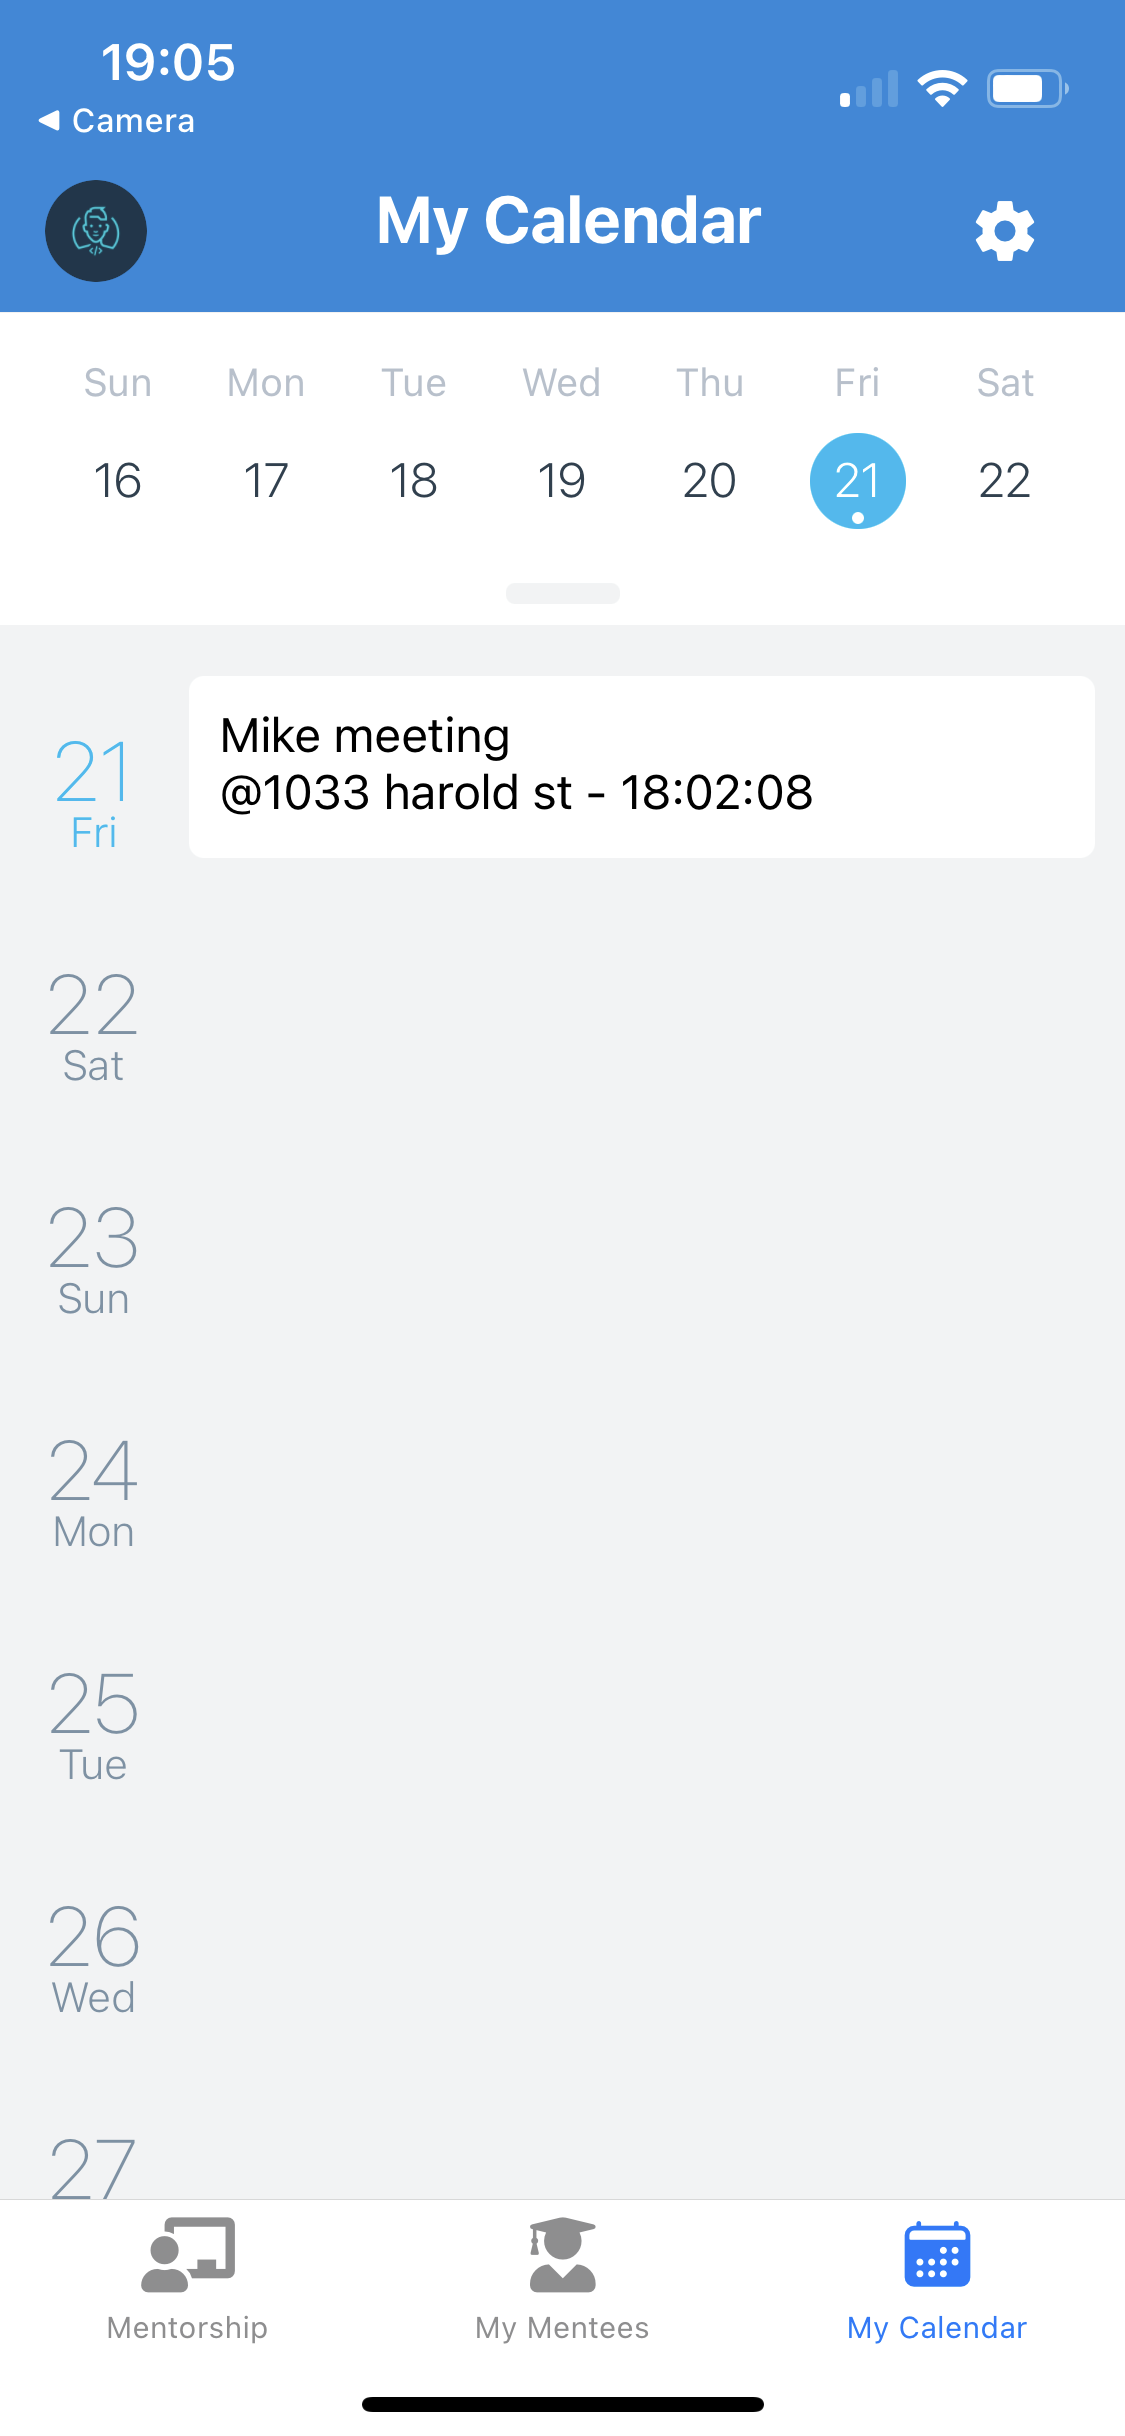 19:05
Camera
My Calendar
Sun Mon Tue Wed Thu Fri Sat
16 17 18 19 20 21 22
21
Fri
Mike meeting
@1033 harold st - 18:02:08
22
Sat
23
Sun
24
Mon
25
Tue
26
Wed
27
Mentorship My Mentees My Calendar